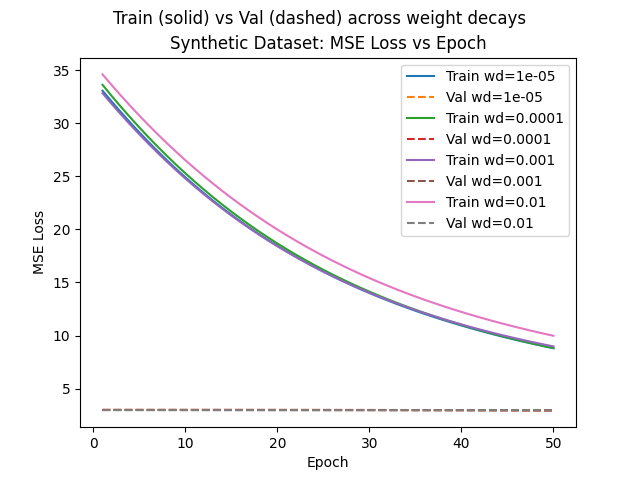 Train (solid) vs Val (dashed) across weight decays
Synthetic Dataset: MSE Loss vs Epoch
MSE Loss
35
30
25
20
15
10
5
Train wd=1e-05
Val wd=1e-05
Train wd=0.0001
Val wd=0.0001
Train wd=0.001
Val wd=0.001
Train wd=0.01
Val wd=0.01
0 10 20 30 40 50
Epoch